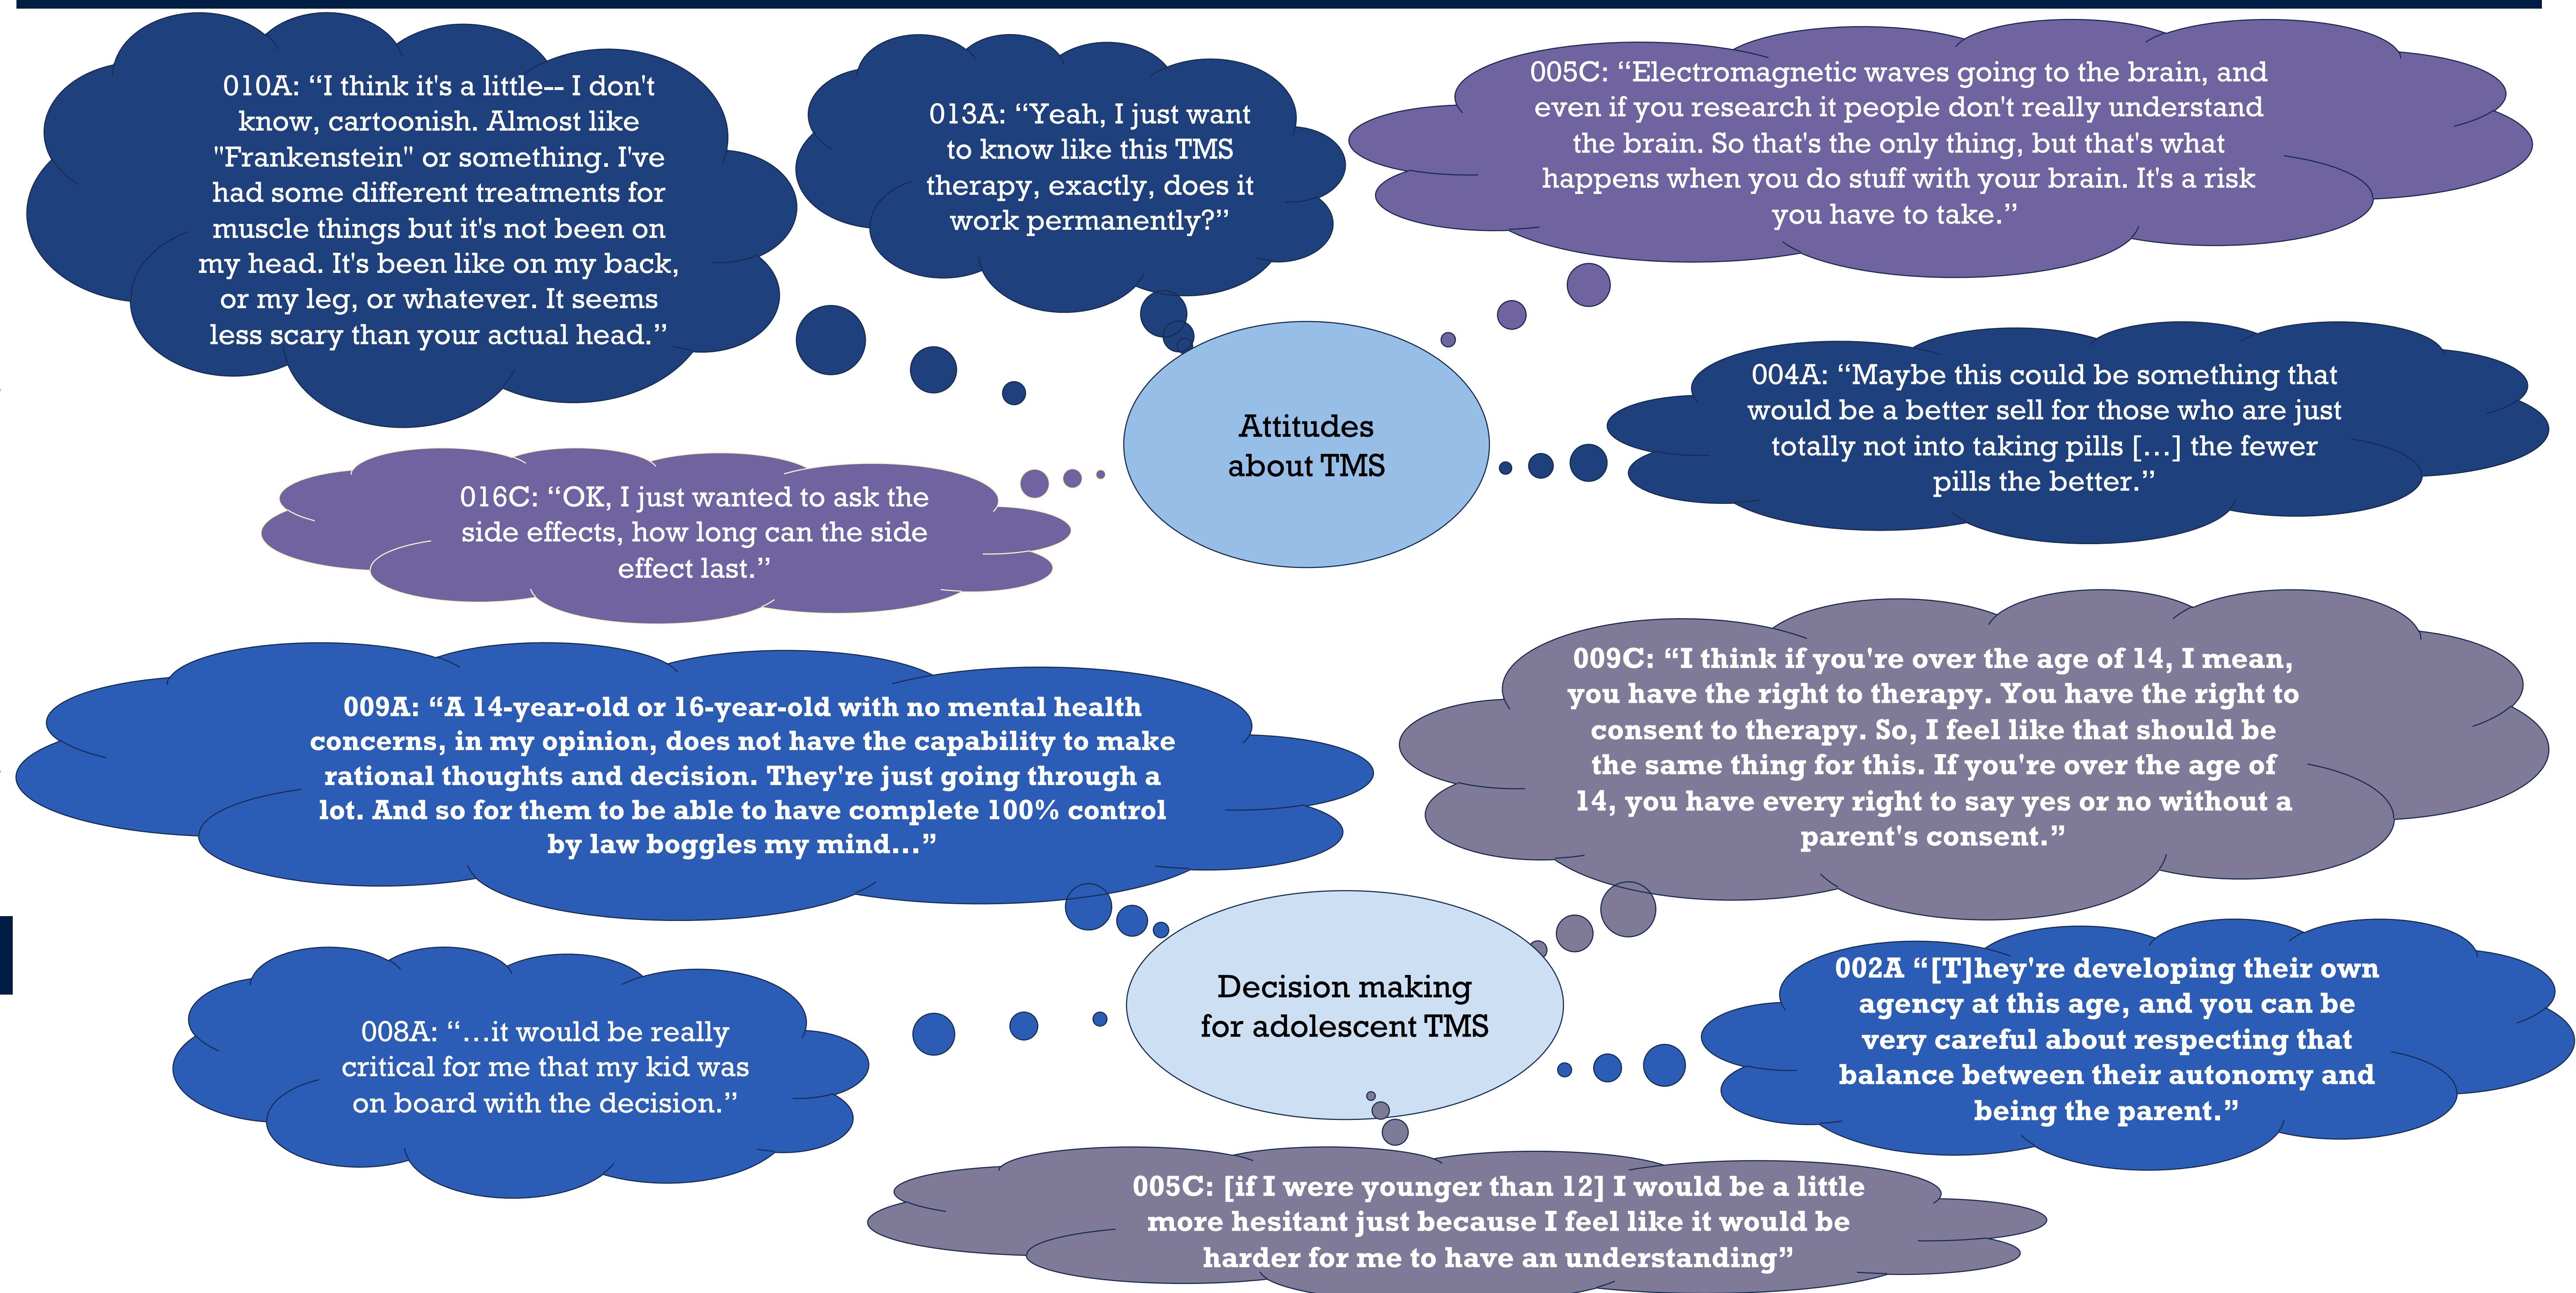 010A: “I think it's a little-- I don't
know, cartoonish. Almost like
"Frankenstein" or something. I've
had some different treatments for
muscle things but it's not been on
my head. It's been like on my back,
or my leg, or whatever. It seems
less scary than your actual head.”
013A: “Yeah, I just want
to know like this TMS
therapy, exactly, does it
work permanently?”
005C: “Electromagnetic waves going to the brain, and
even if you research it people don't really understand
the brain. So that's the only thing, but that's what
happens when you do stuff with your brain. It's a risk
you have to take.”
Attitudes
about TMS
004A: “Maybe this could be something that
would be a better sell for those who are just
totally not into taking pills […] the fewer
pills the better.”
016C: “OK, I just wanted to ask the
side effects, how long can the side
effect last.”
009A: “A 14-year-old or 16-year-old with no mental health
concerns, in my opinion, does not have the capability to make
rational thoughts and decision. They're just going through a
lot. And so for them to be able to have complete 100% control
by law boggles my mind…”
009C: “I think if you're over the age of 14, I mean,
you have the right to therapy. You have the right to
consent to therapy. So, I feel like that should be
the same thing for this. If you're over the age of
14, you have every right to say yes or no without a
parent's consent.”
Decision making
for adolescent TMS
008A: “…it would be really
critical for me that my kid was
on board with the decision.”
002A “[T]hey're developing their own
agency at this age, and you can be
very careful about respecting that
balance between their autonomy and
being the parent.”
005C: [if I were younger than 12] I would be a little
more hesitant just because I feel like it would be
harder for me to have an understanding”